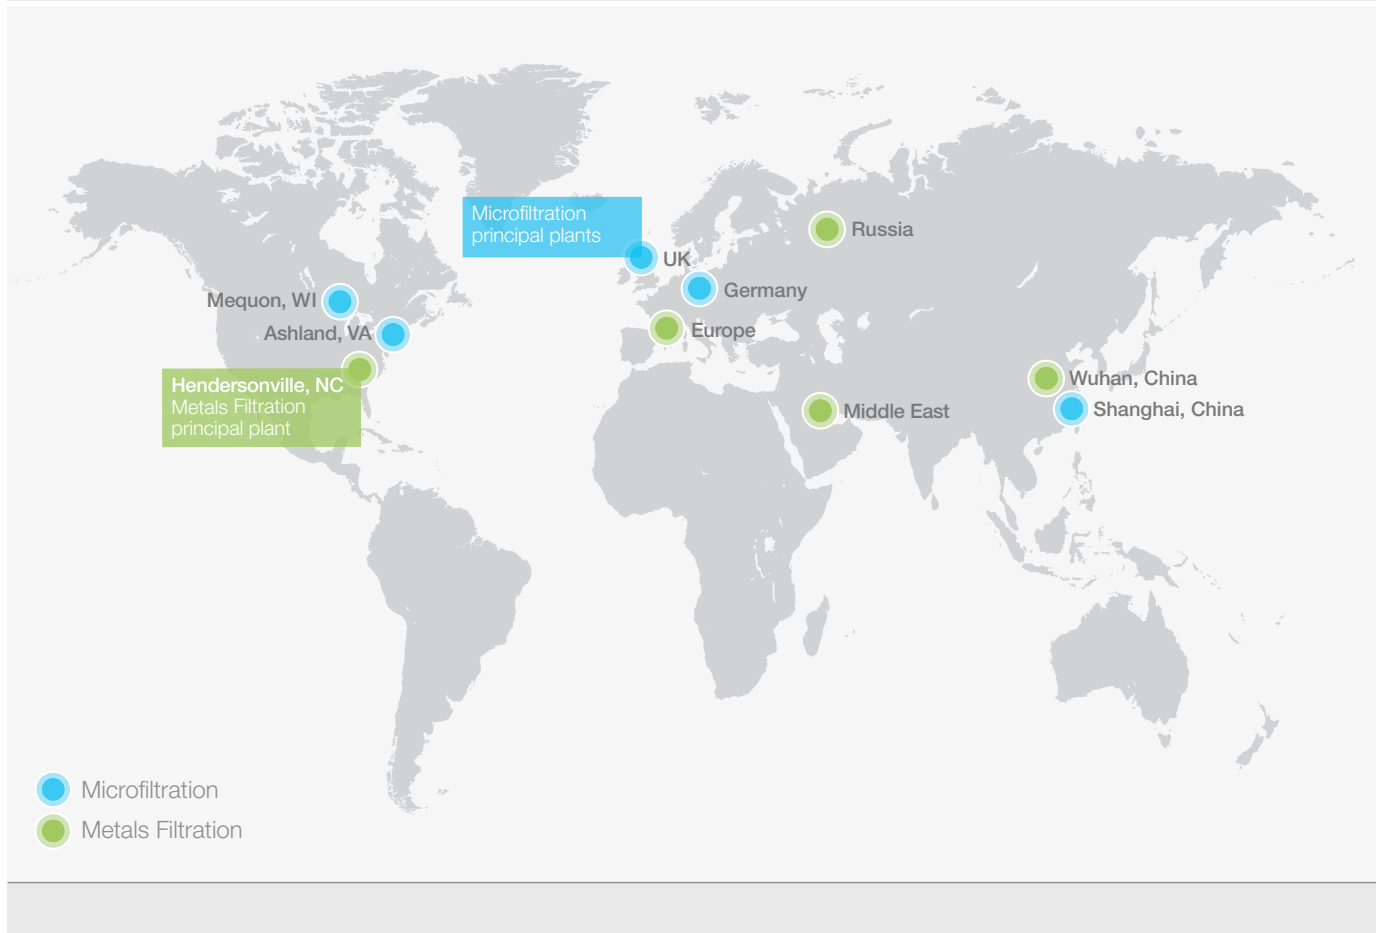 Microfiltration
principal plants
Russia
UK
Germany
Mequon, WI
Ashland, VA
Europe
Hendersonville, NC
Metals Filtration
principal plant
Wuhan, China
Middle East
Shanghai, China
Microfiltration
Metals Filtration